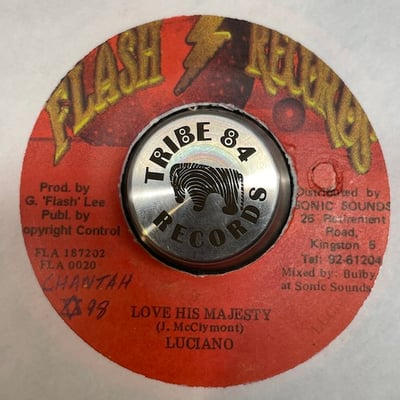 FLASH RECORDS
TRIBE 84
RECORDS
Prod. by
G. 'Flash' Lee
Publ. by
opyright Control
FLA 187202
FLA 0020
CHANTAH
98
Distributed by
SONIC SOUNDS
25 Retirement
Road,
Kingston 5
Tel: 92-61204
Mixed by: Bulby
at Sonic Sounds
LOVE HIS MAJESTY
(J. McClymont)
LUCIANO